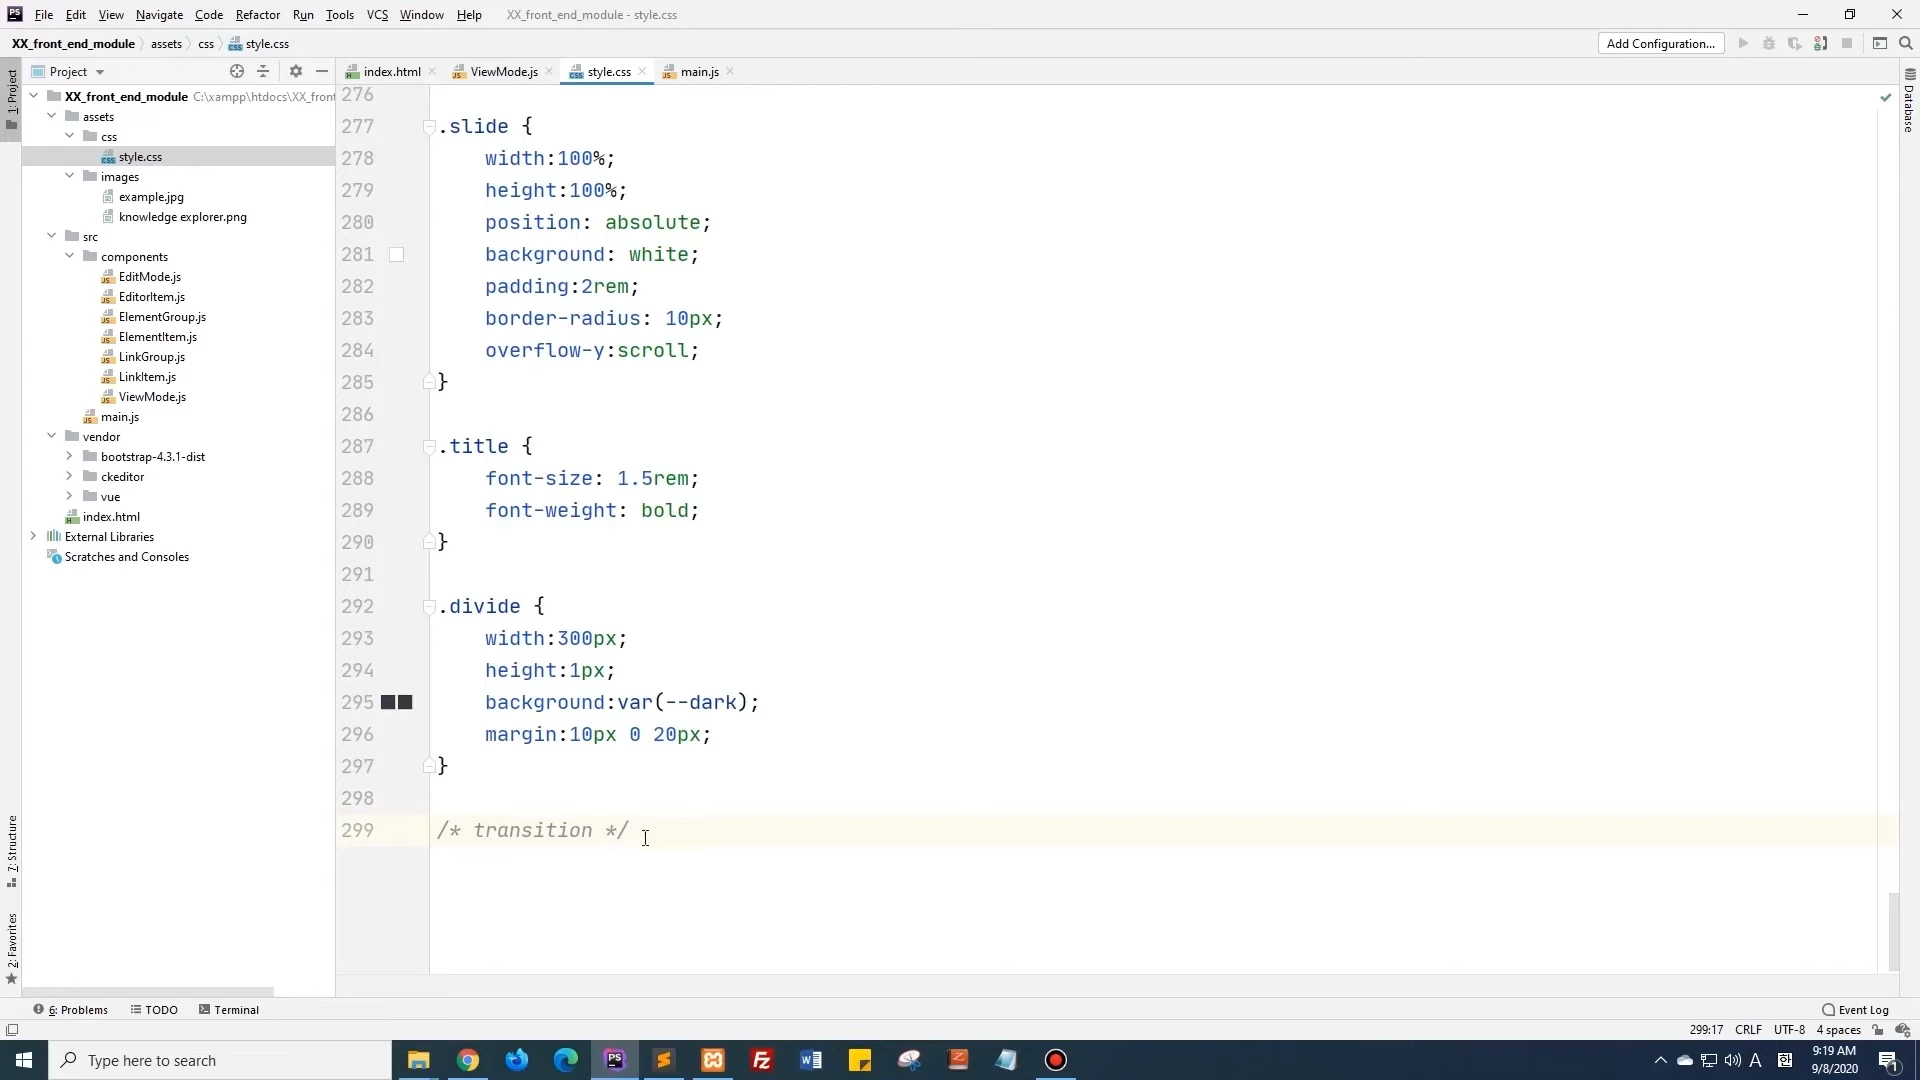 PS File Edit View Navigate Code Refactor Run Tools VCS Window Help XX_front_end_module - style.css
XX_front_end_module assets css style.css Add Configuration...
Project index.html ViewMode.js style.css main.js
1: Project
Database
XX_front_end_module C:\xampp\htdocs\XX_front
assets
css
style.css
images
example.jpg
knowledge explorer.png
src
components
EditMode.js
EditorItem.js
ElementGroup.js
ElementItem.js
LinkGroup.js
LinkItem.js
ViewMode.js
main.js
vendor
bootstrap-4.3.1-dist
ckeditor
vue
index.html
External Libraries
Scratches and Consoles
276
277 .slide {
278 width:100%;
279 height:100%;
280 position: absolute;
281 background: white;
282 padding:2rem;
283 border-radius: 10px;
284 overflow-y:scroll;
285 }
286
287 .title {
288 font-size: 1.5rem;
289 font-weight: bold;
290 }
291
292 .divide {
293 width:300px;
294 height:1px;
295 background:var(--dark);
296 margin:10px 0 20px;
297 }
298
299 /* transition */
7: Structure
2: Favorites
6: Problems TODO Terminal Event Log
299:17 CRLF UTF-8 4 spaces
Type here to search
A 9:19 AM
9/8/2020